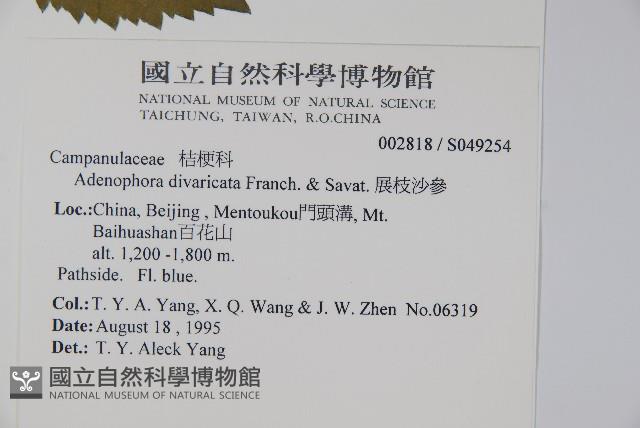 國立自然科學博物館
NATIONAL MUSEUM OF NATURAL SCIENCE
TAICHUNG, TAIWAN, R.O.CHINA
002818 / S049254
Campanulaceae 桔梗科
Adenophora divaricata Franch. & Savat. 展枝沙參
Loc.:China, Beijing , Mentoukou門頭溝, Mt.
Baihuashan百花山
alt. 1,200 -1,800 m.
Pathside. Fl. blue.
Col.: T. Y. A. Yang, X. Q. Wang & J. W. Zhen No.06319
Date: August 18 , 1995
Det.: T. Y. Aleck Yang
國立自然科學博物館
NATIONAL MUSEUM OF NATURAL SCIENCE